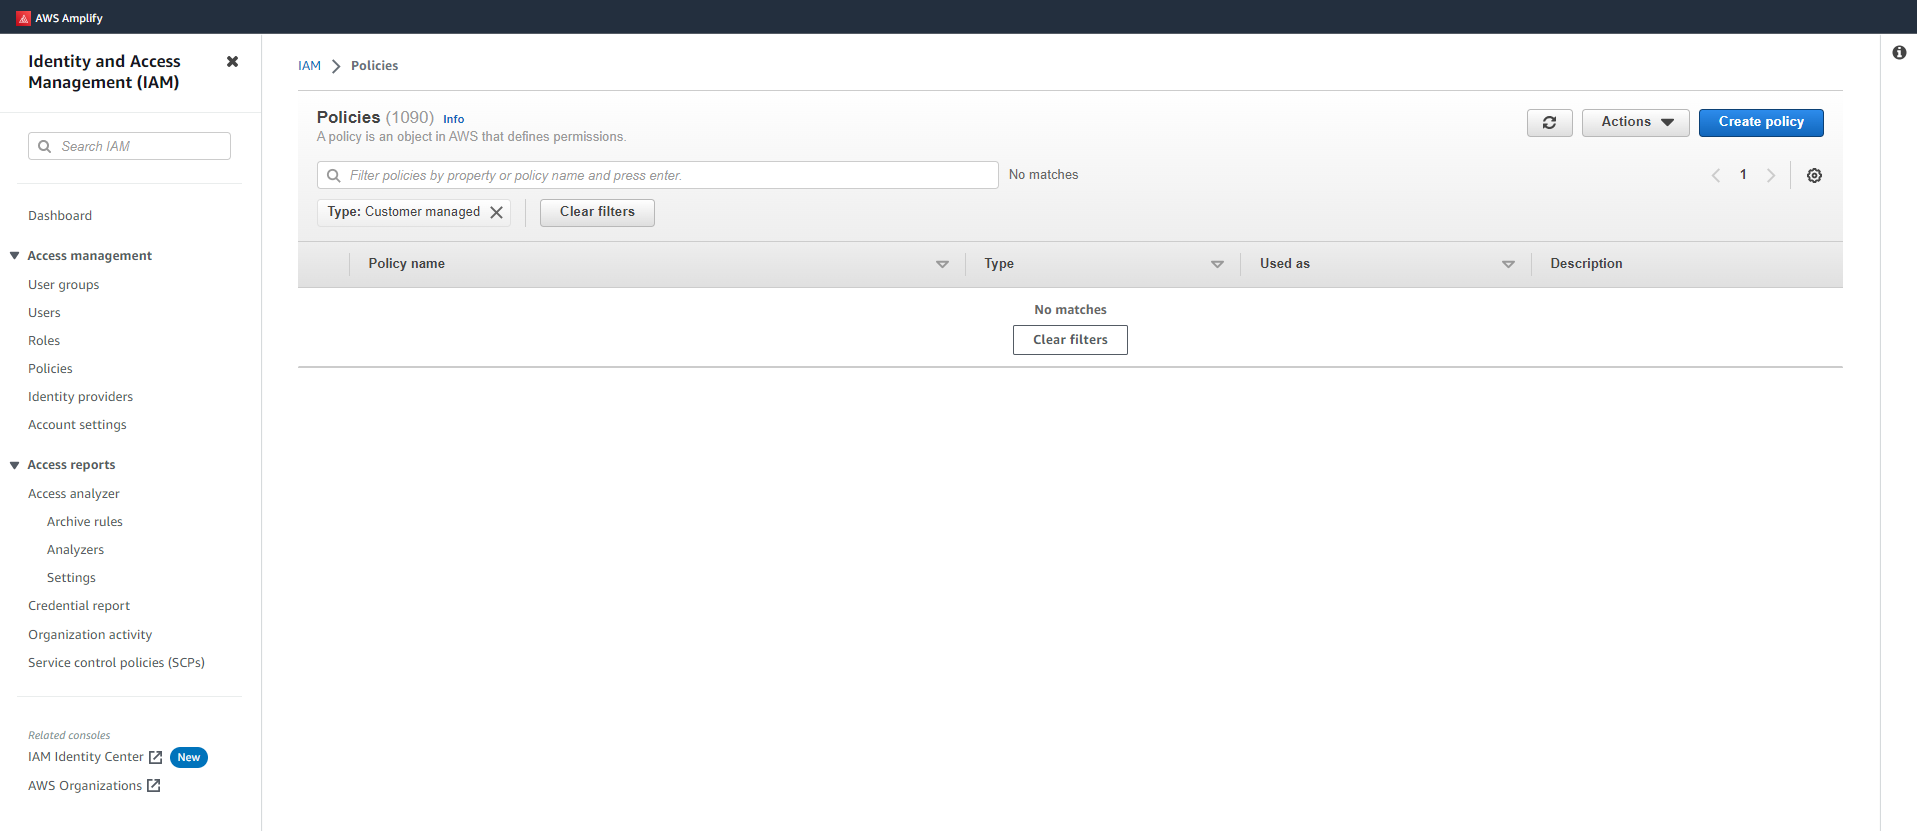 AWS Amplify
Identity and Access
Management (IAM)
Search IAM
Dashboard
Access management
User groups
Users
Roles
Policies
Identity providers
Account settings
Access reports
Access analyzer
Archive rules
Analyzers
Settings
Credential report
Organization activity
Service control policies (SCPs)
Related consoles
IAM Identity Center New
AWS Organizations
IAM > Policies
Policies (1090) Info
A policy is an object in AWS that defines permissions.
Actions
Create policy
Filter policies by property or policy name and press enter.
No matches
1
Type: Customer managed
Clear filters
Policy name Type Used as Description
No matches
Clear filters